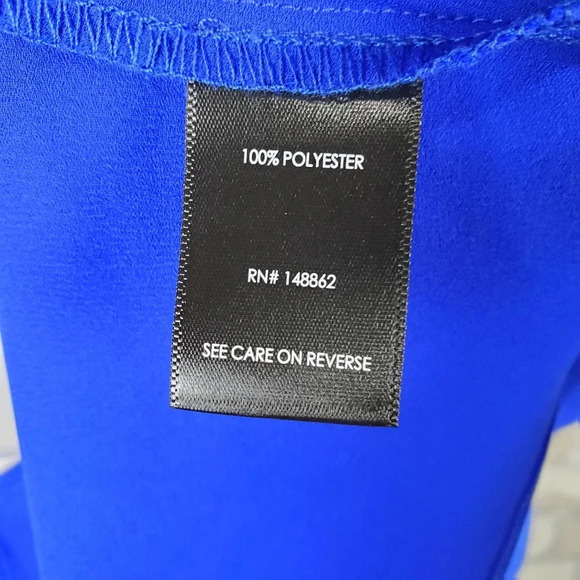 100% POLYESTER
RN# 148862
SEE CARE ON REVERSE